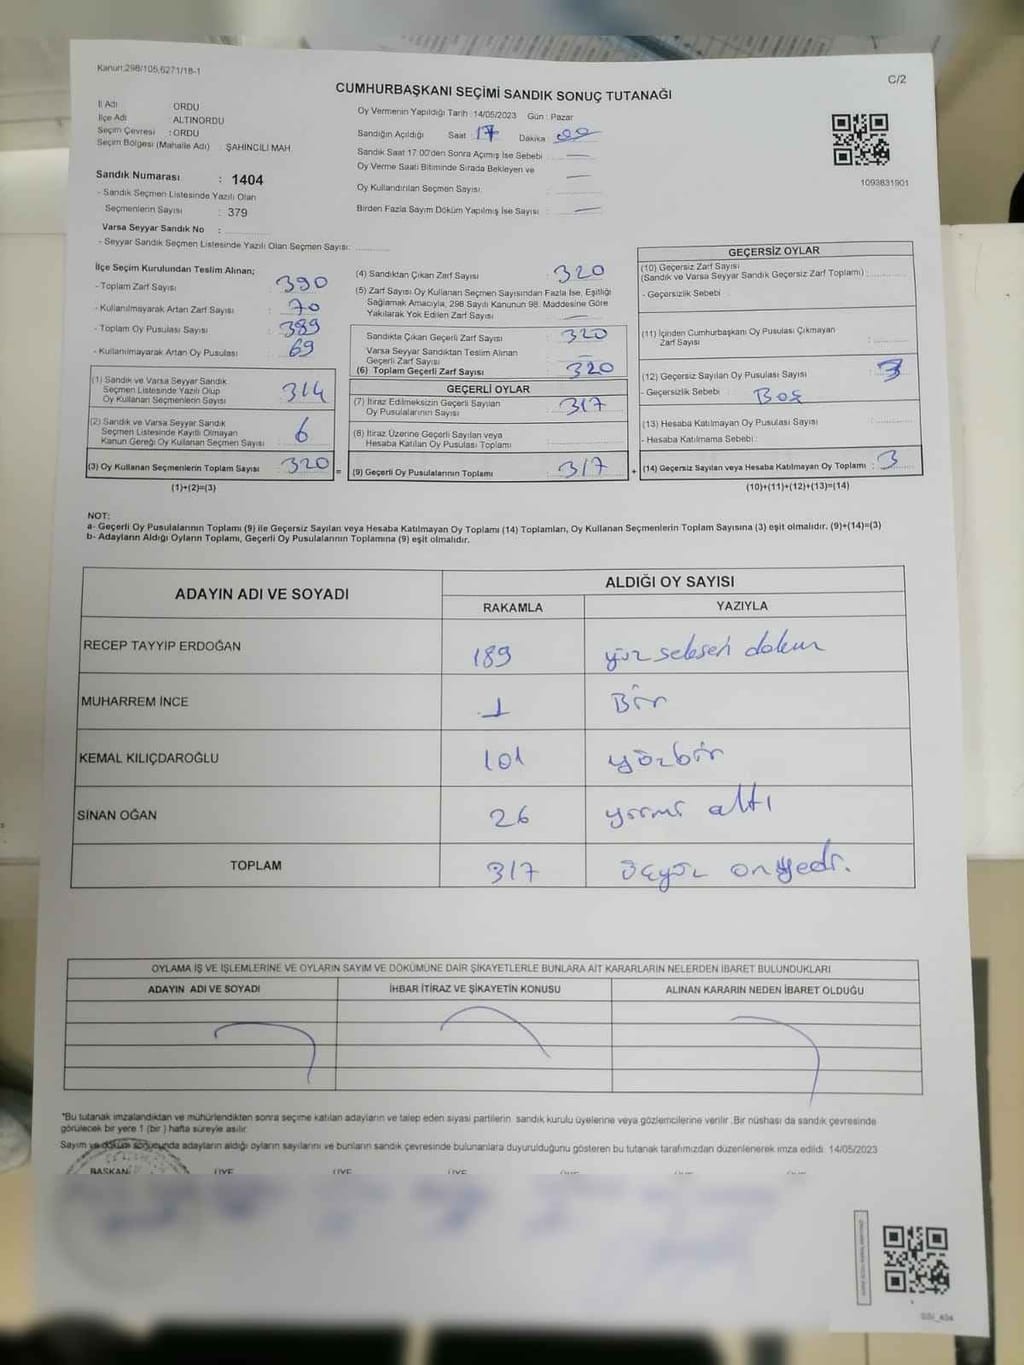 Kanun:298/105,6271/18-1
C/2
CUMHURBAŞKANI SEÇİMİ SANDIK SONUÇ TUTANAĞI
İl Adı ORDU
İlçe Adı ALTINORDU
Seçim Çevresi : ORDU
Seçim Bölgesi (Mahalle Adı) : ŞAHİNCİLİ MAH.
Sandık Numarası : 1404
- Sandık Seçmen Listesinde Yazılı Olan
Seçmenlerin Sayısı : 379
Varsa Seyyar Sandık No :
- Seyyar Sandık Seçmen Listesinde Yazılı Olan Seçmen Sayısı:
Oy Vermenin Yapıldığı Tarih : 14/05/2023 Gün : Pazar
Sandığın Açıldığı Saat : 17 Dakika : 00
Sandık Saat 17:00'den Sonra Açımış İse Sebebi :
Oy Verme Saati Bitiminde Sırada Bekleyen ve
Oy Kullandırılan Seçmen Sayısı:
Birden Fazla Sayım Döküm Yapılmış İse Sayısı :
1093831901
İlçe Seçim Kurulundan Teslim Alınan;
- Toplam Zarf Sayısı : 390
- Kullanılmayarak Artan Zarf Sayısı : 70
- Toplam Oy Pusulası Sayısı : 389
- Kullanılmayarak Artan Oy Pusulası : 69
(1) Sandık ve Varsa Seyyar Sandık
Seçmen Listesinde Yazılı Olup
Oy Kullanan Seçmenlerin Sayısı 314
(2) Sandık ve Varsa Seyyar Sandık
Seçmen Listesinde Kayıtlı Olmayan
Kanun Gereği Oy Kullanan Seçmen Sayısı 6
(3) Oy Kullanan Seçmenlerin Toplam Sayısı 320 =
(1)+(2)=(3)
(4) Sandıktan Çıkan Zarf Sayısı : 320
(5) Zarf Sayısı Oy Kullanan Seçmen Sayısından Fazla İse, Eşitliği
Sağlamak Amacıyla, 298 Sayılı Kanunun 98. Maddesine Göre
Yakılarak Yok Edilen Zarf Sayısı :
Sandıkta Çıkan Geçerli Zarf Sayısı : 320
Varsa Seyyar Sandıktan Teslim Alınan
Geçerli Zarf Sayısı
(6) Toplam Geçerli Zarf Sayısı : 320
GEÇERLİ OYLAR
(7) İtiraz Edilmeksizin Geçerli Sayılan
Oy Pusulalarının Sayısı : 317
(8) İtiraz Üzerine Geçerli Sayılan veya
Hesaba Katılan Oy Pusulası Toplamı :
(9) Geçerli Oy Pusulalarının Toplamı : 317 +
GEÇERSİZ OYLAR
(10) Geçersiz Zarf Sayısı
(Sandık ve Varsa Seyyar Sandık Geçersiz Zarf Toplamı) :
- Geçersizlik Sebebi :
(11) İçinden Cumhurbaşkanı Oy Pusulası Çıkmayan
Zarf Sayısı :
(12) Geçersiz Sayılan Oy Pusulası Sayısı : 3
- Geçersizlik Sebebi : Boş
(13) Hesaba Katılmayan Oy Pusulası Sayısı :
- Hesaba Katılmama Sebebi :
(14) Geçersiz Sayılan veya Hesaba Katılmayan Oy Toplamı : 3
(10)+(11)+(12)+(13)=(14)
NOT:
a- Geçerli Oy Pusulalarının Toplamı (9) ile Geçersiz Sayılan veya Hesaba Katılmayan Oy Toplamı (14) Toplamları, Oy Kullanan Seçmenlerin Toplam Sayısına (3) eşit olmalıdır. (9)+(14)=(3)
b- Adayların Aldığı Oyların Toplamı, Geçerli Oy Pusulalarının Toplamına (9) eşit olmalıdır.
ADAYIN ADI VE SOYADI
ALDIĞI OY SAYISI
RAKAMLA YAZIYLA
RECEP TAYYİP ERDOĞAN 189 yüz seksen dokuz
MUHARREM İNCE 1 Bir
KEMAL KILIÇDAROĞLU 101 yüzbir
SİNAN OĞAN 26 yirmi altı
TOPLAM 317 üçyüz onyedi.
OYLAMA İŞ VE İŞLEMLERİNE VE OYLARIN SAYIM VE DÖKÜMÜNE DAİR ŞİKAYETLERLE BUNLARA AİT KARARLARIN NELERDEN İBARET BULUNDUKLARI
ADAYIN ADI VE SOYADI İHBAR İTİRAZ VE ŞİKAYETİN KONUSU ALINAN KARARIN NEDEN İBARET OLDUĞU
*Bu tutanak imzalandıktan ve mühürlendikten sonra seçime katılan adayların ve talep eden siyasi partilerin sandık kurulu üyelerine veya gözlemcilerine verilir. Bir nüshası da sandık çevresinde
görülecek bir yere 1 (bir ) hafta süreyle asılır.
Sayım ve döküm sonucunda adayların aldığı oyların sayılarını ve bunların sandık çevresinde bulunanlara duyurulduğunu gösteren bu tutanak tarafımızdan düzenlenerek imza edildi. 14/05/2023
BAŞKAN ÜYE ÜYE ÜYE